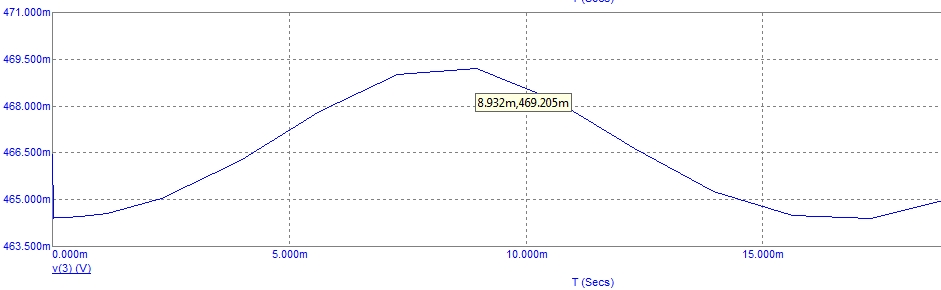 T (Secs)
471.000m
469.500m
468.000m
8.932m,469.205m
466.500m
465.000m
463.500m
0.000m 5.000m 10.000m 15.000m
v(3) (V)
T (Secs)